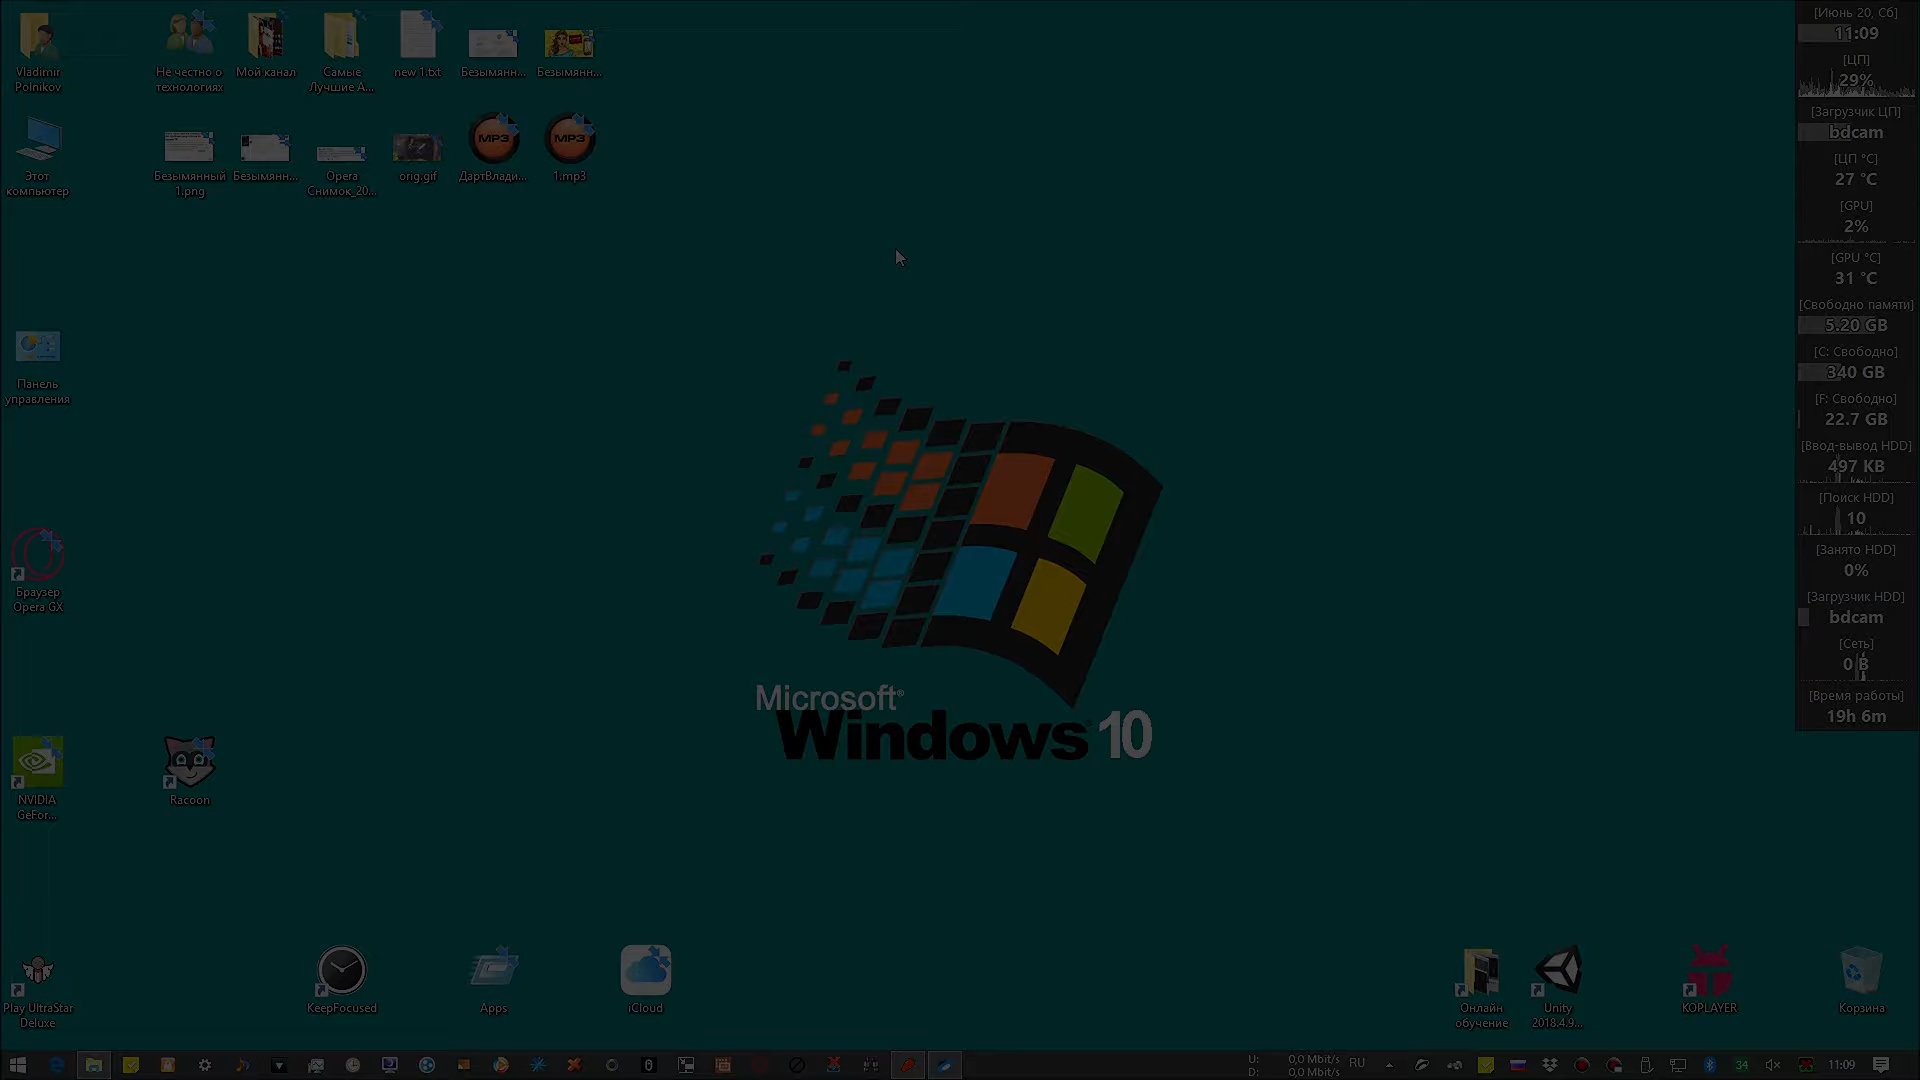 Vladimir
Polnikov
Не честно о
технологиях
Мой канал
Самые
Лучшие А...
new 1.txt
Безымянн...
Безымянн...
Этот
компьютер
Безымянный
1.png
Безымянн...
Opera
Снимок_20...
orig.gif
MP3
ДартВлади...
MP3
1.mp3
Панель
управления
Браузер
Opera GX
NVIDIA
GeFor...
Racoon
Microsoft®
Windows 10
Play UltraStar
Deluxe
KeepFocused
Apps
iCloud
Онлайн
обучение
Unity
2018.4.9...
KOPLAYER
Корзина
[Июнь 20, Сб]
11:09
[ЦП]
29%
[Загрузчик ЦП]
bdcam
[ЦП °C]
27 °C
[GPU]
2%
[GPU °C]
31 °C
[Свободно памяти]
5.20 GB
[C: Свободно]
340 GB
[F: Свободно]
22.7 GB
[Ввод-вывод HDD]
497 KB
[Поиск HDD]
10
[Занято HDD]
0%
[Загрузчик HDD]
bdcam
[Сеть]
0 B
[Время работы]
19h 6m
U: 0,0 Mbit/s
D: 0,0 Mbit/s
RU
34
11:09